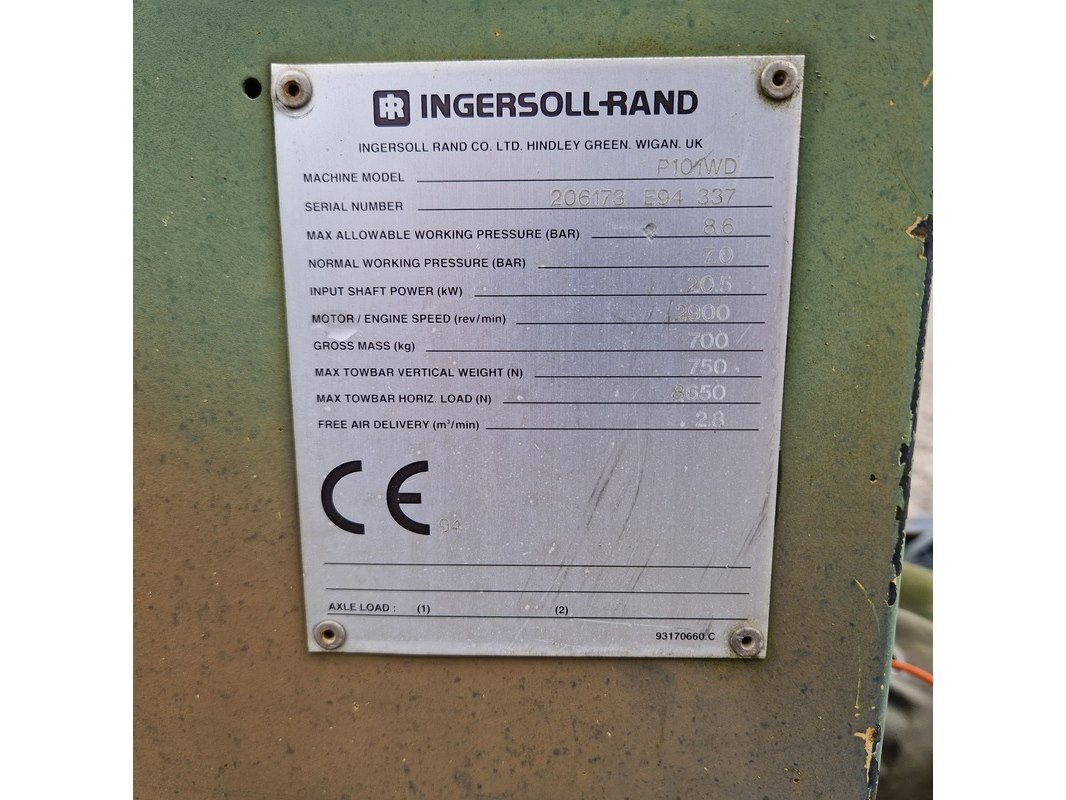 IR INGERSOLL-RAND
INGERSOLL RAND CO. LTD. HINDLEY GREEN. WIGAN. UK
MACHINE MODEL P101WD
SERIAL NUMBER 206173 E94 337
MAX ALLOWABLE WORKING PRESSURE (BAR) 8.6
NORMAL WORKING PRESSURE (BAR) 7.0
INPUT SHAFT POWER (kW) 20.5
MOTOR / ENGINE SPEED (rev/min) 2900
GROSS MASS (kg) 700
MAX TOWBAR VERTICAL WEIGHT (N) 750
MAX TOWBAR HORIZ. LOAD (N) 8650
FREE AIR DELIVERY (m³/min) 2.8
CE 94
AXLE LOAD : (1) (2)
93170660 C